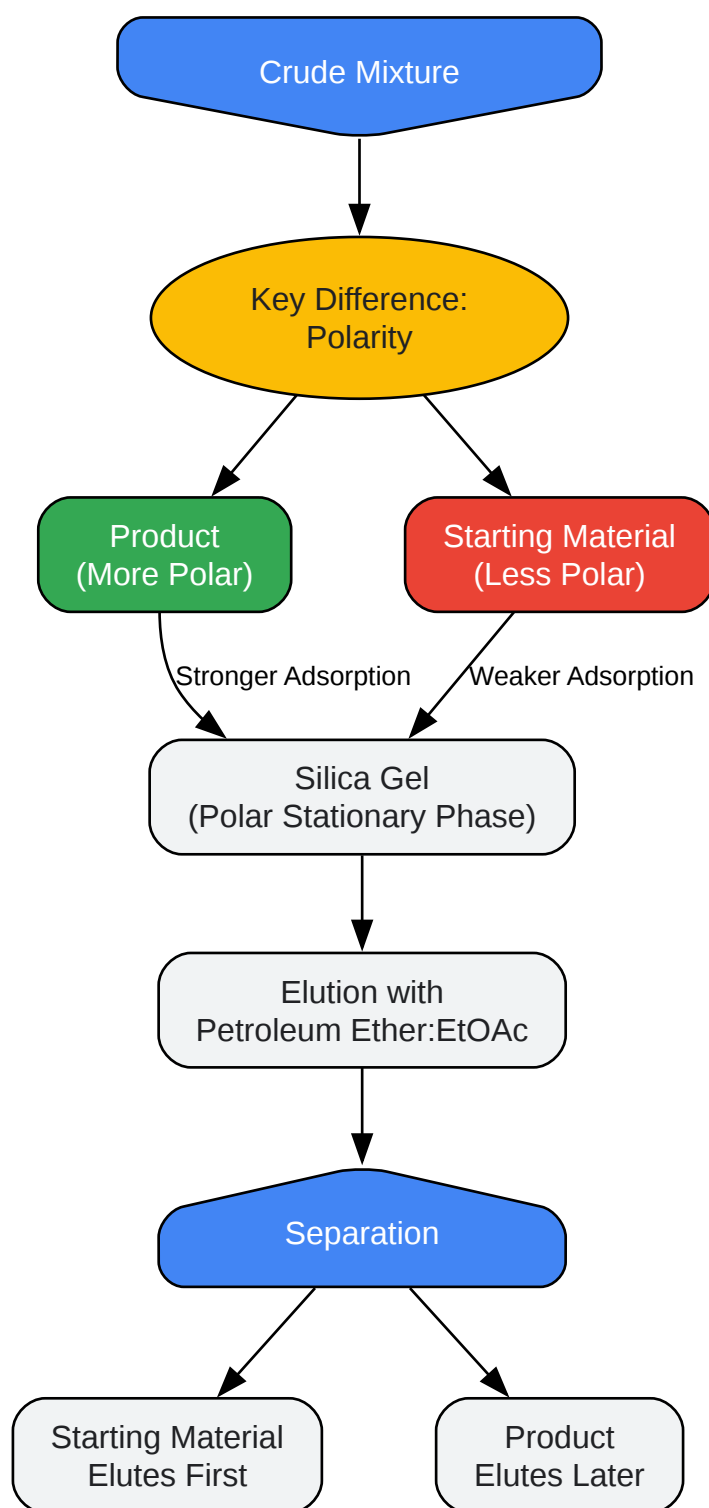 Crude Mixture
Key Difference:
Polarity
Product
(More Polar)
Starting Material
(Less Polar)
Stronger Adsorption
Weaker Adsorption
Silica Gel
(Polar Stationary Phase)
Elution with
Petroleum Ether:EtOAc
Separation
Starting Material
Elutes First
Product
Elutes Later